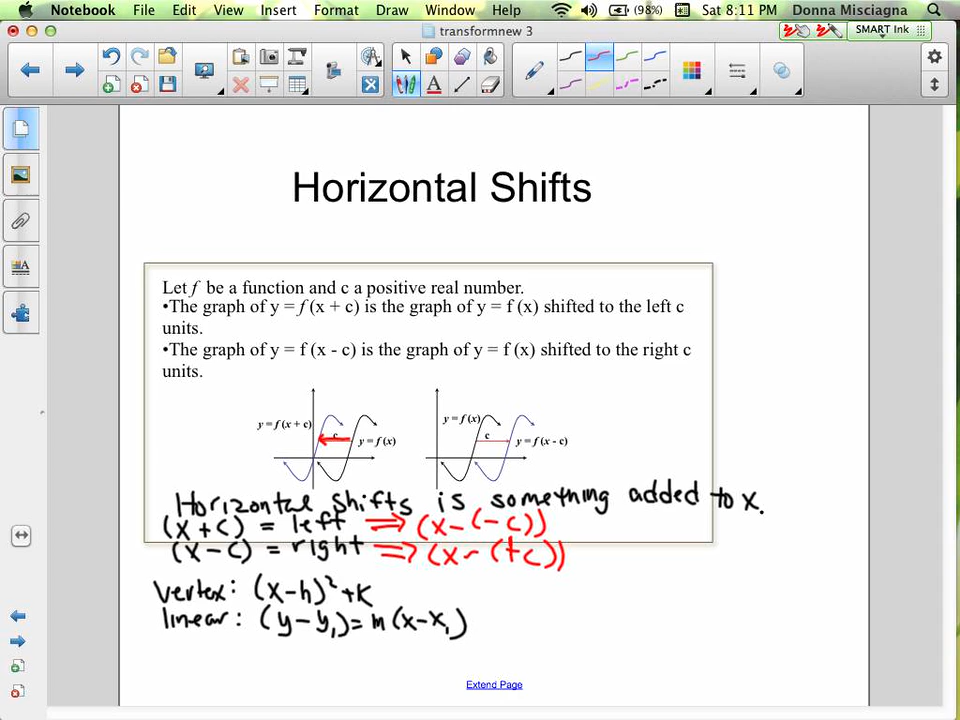 Notebook File Edit View Insert Format Draw Window Help (98%) Sat 8:11 PM Donna Misciagna
transformnew 3
SMART Ink
Horizontal Shifts
Let f be a function and c a positive real number.
•The graph of y = f (x + c) is the graph of y = f (x) shifted to the left c
units.
•The graph of y = f (x - c) is the graph of y = f (x) shifted to the right c
units.
y = f (x + c) c y = f (x)
y = f (x) c y = f (x - c)
Horizontal shifts is something added to x.
(x+c) = left ⇒ (x-(-c))
(x-c) = right ⇒ (x-(+c))
vertex: (x-h)²+k
linear: (y-y₁)=m(x-x₁)
Extend Page